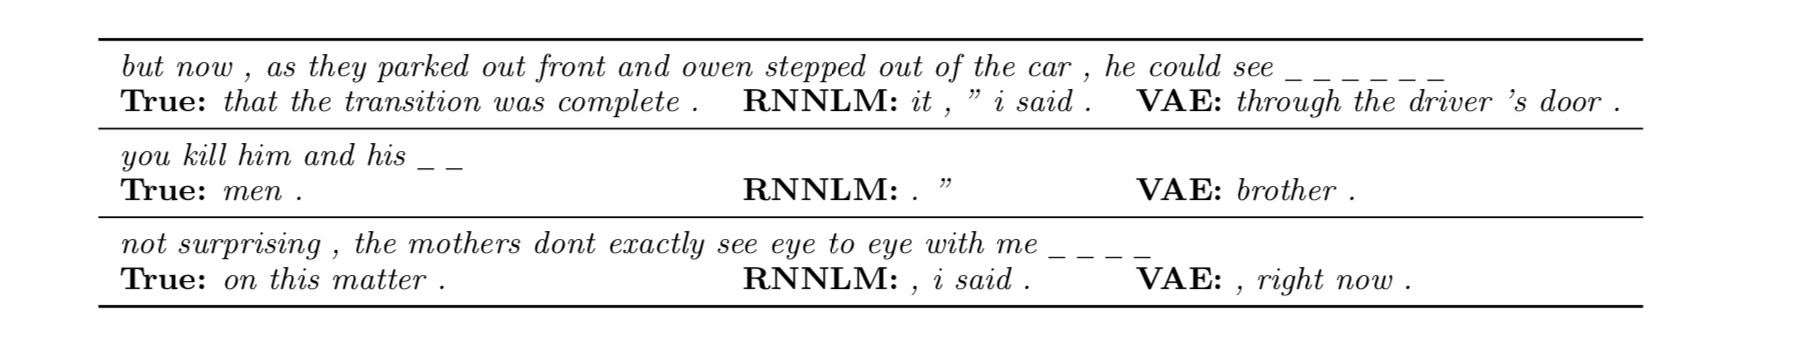 but now , as they parked out front and owen stepped out of the car , he could see _ _ _ _ _ _
True: that the transition was complete . RNNLM: it , ” i said . VAE: through the driver ’s door .
you kill him and his _ _
True: men . RNNLM: . ” VAE: brother .
not surprising , the mothers dont exactly see eye to eye with me _ _ _ _
True: on this matter . RNNLM: , i said . VAE: , right now .